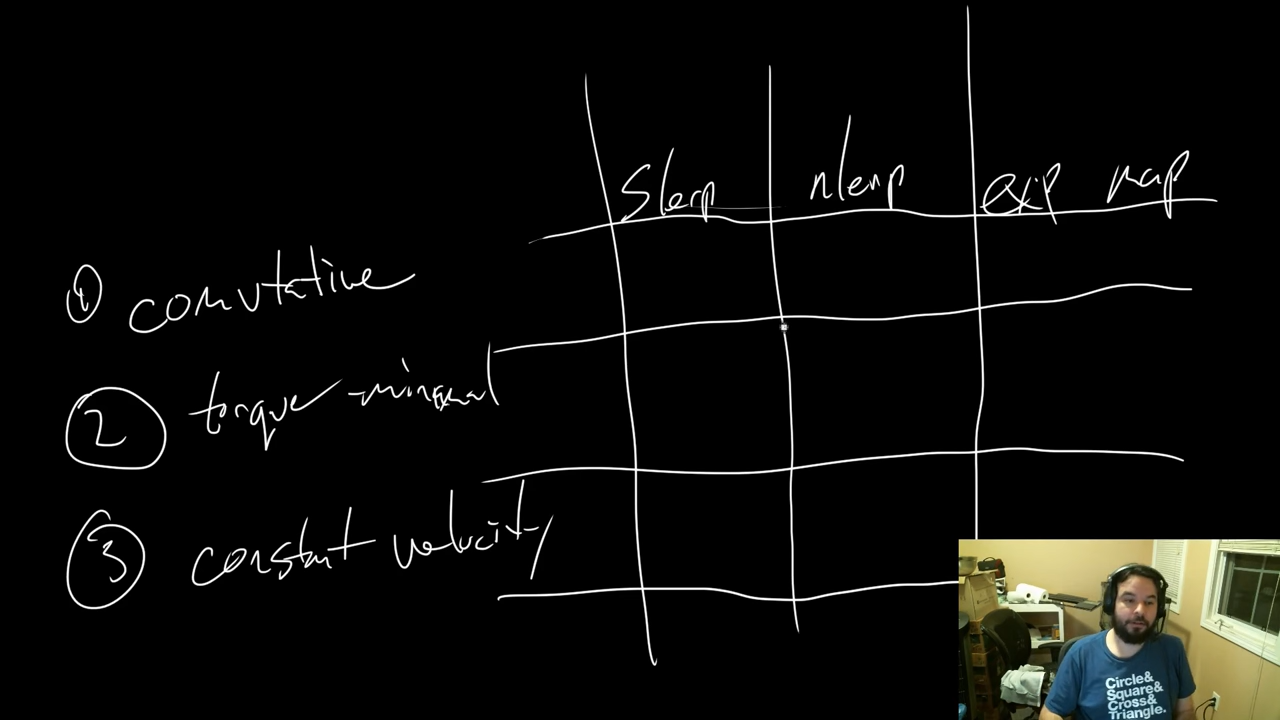 slerp nlerp exp map
① comutative
② torque-minimal
③ constant velocity
Circle&
Square&
Cross&
Triangle.